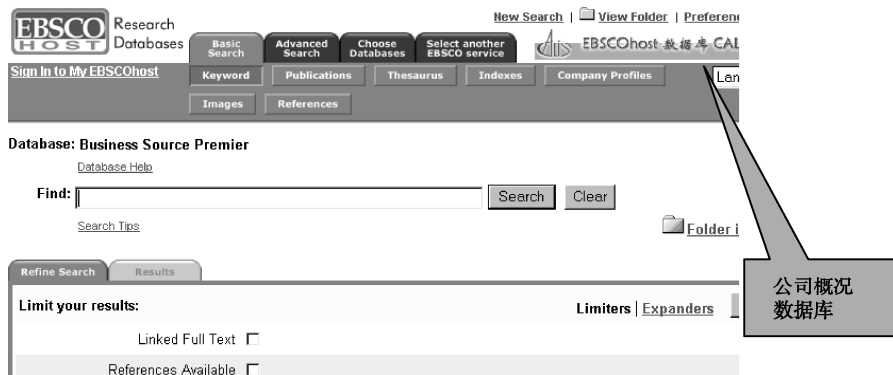 New Search | View Folder | Preferen
EBSCO HOST Research Databases
Basic Search
Advanced Search
Choose Databases
Select another EBSCO service
EBSCOhost 数据库 CAL
Sign In to My EBSCOhost
Keyword Publications Thesaurus Indexes Company Profiles
Lan
Images References
Database: Business Source Premier
Database Help
Find: Search Clear
Search Tips
Folder i
Refine Search Results
公司概况
数据库
Limit your results: Limiters | Expanders
Linked Full Text
References Available